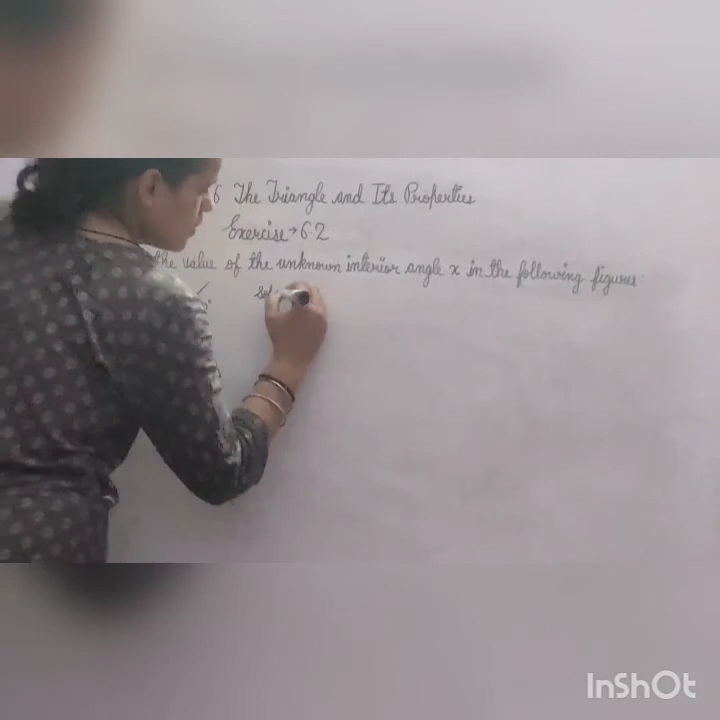 6 The Triangle and Its Properties
Exercise → 6.2
the value of the unknown interior angle x in the following figures:
Sol
InShOt